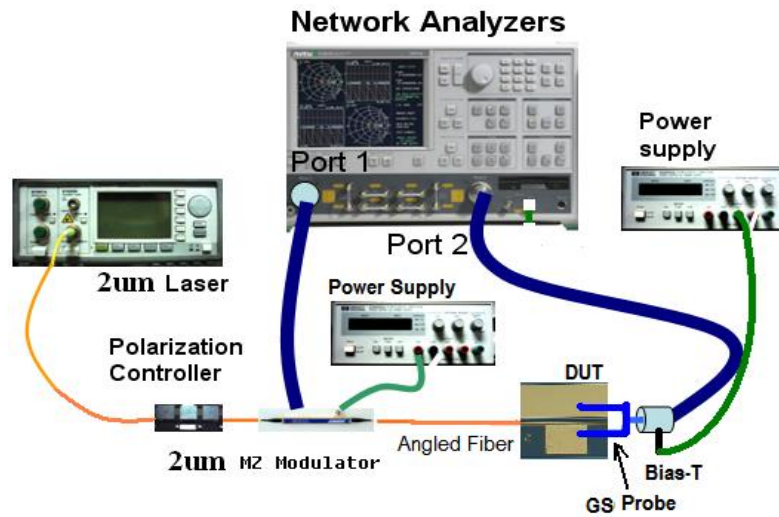 Network Analyzers
Port 1
Power
supply
Port 2
2um Laser
Power Supply
Polarization
Controller
DUT
Angled Fiber
2um MZ Modulator
Bias-T
GS Probe